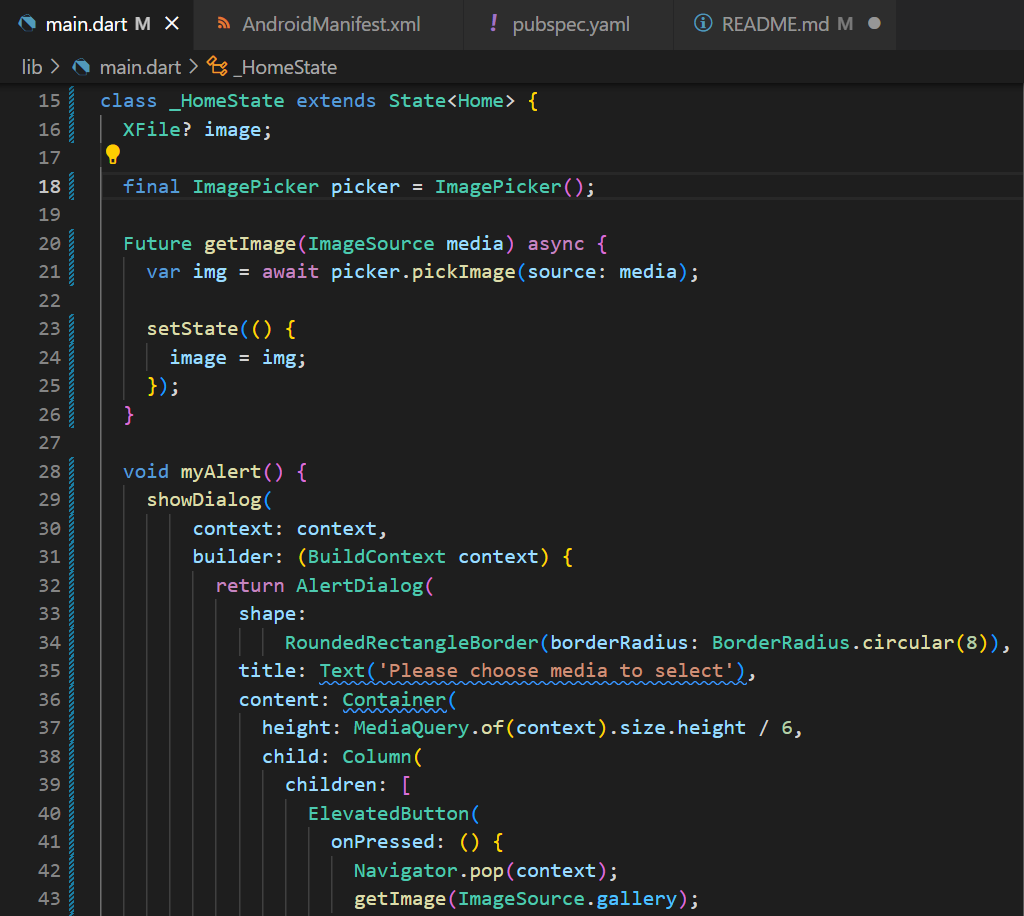 main.dart M × AndroidManifest.xml ! pubspec.yaml README.md M
lib > main.dart > _HomeState
15 class _HomeState extends State<Home> {
16 XFile? image;
17
18 final ImagePicker picker = ImagePicker();
19
20 Future getImage(ImageSource media) async {
21 var img = await picker.pickImage(source: media);
22
23 setState(() {
24 image = img;
25 });
26 }
27
28 void myAlert() {
29 showDialog(
30 context: context,
31 builder: (BuildContext context) {
32 return AlertDialog(
33 shape:
34 RoundedRectangleBorder(borderRadius: BorderRadius.circular(8)),
35 title: Text('Please choose media to select'),
36 content: Container(
37 height: MediaQuery.of(context).size.height / 6,
38 child: Column(
39 children: [
40 ElevatedButton(
41 onPressed: () {
42 Navigator.pop(context);
43 getImage(ImageSource.gallery);